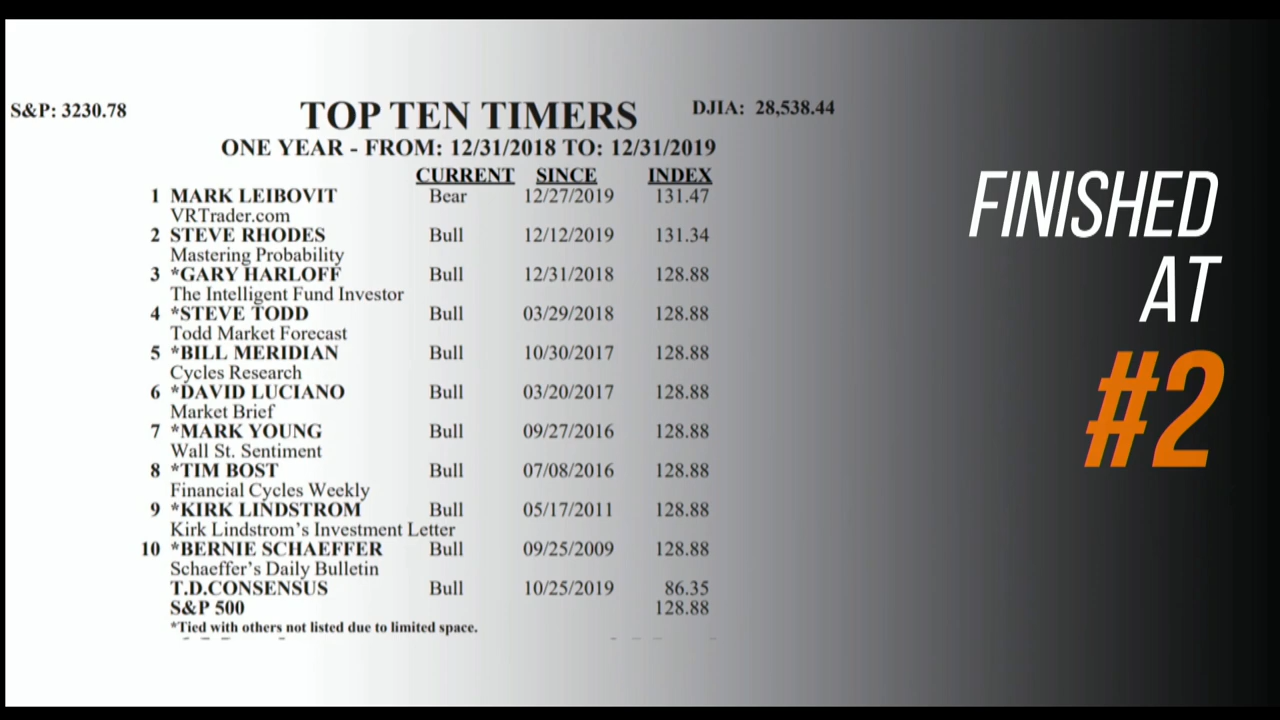 S&P: 3230.78
TOP TEN TIMERS
DJIA: 28,538.44
ONE YEAR - FROM: 12/31/2018 TO: 12/31/2019
CURRENT SINCE INDEX
1 MARK LEIBOVIT Bear 12/27/2019 131.47
VRTrader.com
2 STEVE RHODES Bull 12/12/2019 131.34
Mastering Probability
3 *GARY HARLOFF Bull 12/31/2018 128.88
The Intelligent Fund Investor
4 *STEVE TODD Bull 03/29/2018 128.88
Todd Market Forecast
5 *BILL MERIDIAN Bull 10/30/2017 128.88
Cycles Research
6 *DAVID LUCIANO Bull 03/20/2017 128.88
Market Brief
7 *MARK YOUNG Bull 09/27/2016 128.88
Wall St. Sentiment
8 *TIM BOST Bull 07/08/2016 128.88
Financial Cycles Weekly
9 *KIRK LINDSTROM Bull 05/17/2011 128.88
Kirk Lindstrom's Investment Letter
10 *BERNIE SCHAEFFER Bull 09/25/2009 128.88
Schaeffer's Daily Bulletin
T.D.CONSENSUS Bull 10/25/2019 86.35
S&P 500 128.88
*Tied with others not listed due to limited space.
FINISHED
AT
#2